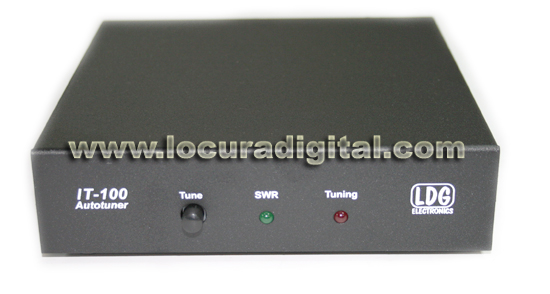 www.locuradigital.com
IT-100
Autotuner
Tune
SWR
Tuning
LDG
ELECTRONICS